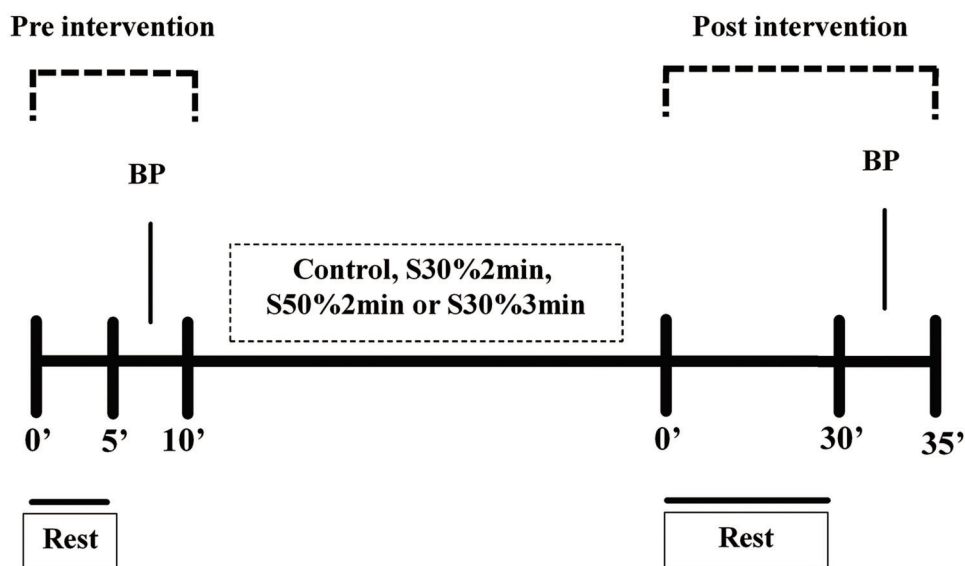 Pre intervention
Post intervention
BP
BP
Control, S30%2min,
S50%2min or S30%3min
0’
5’
10’
0’
30’
35’
Rest
Rest